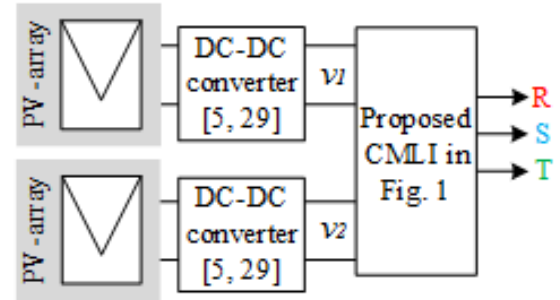 PV-array
DC-DC
converter
[5, 29]
v1
Proposed
CMLI in
Fig. 1
R
S
T
PV-array
DC-DC
converter
[5, 29]
v2